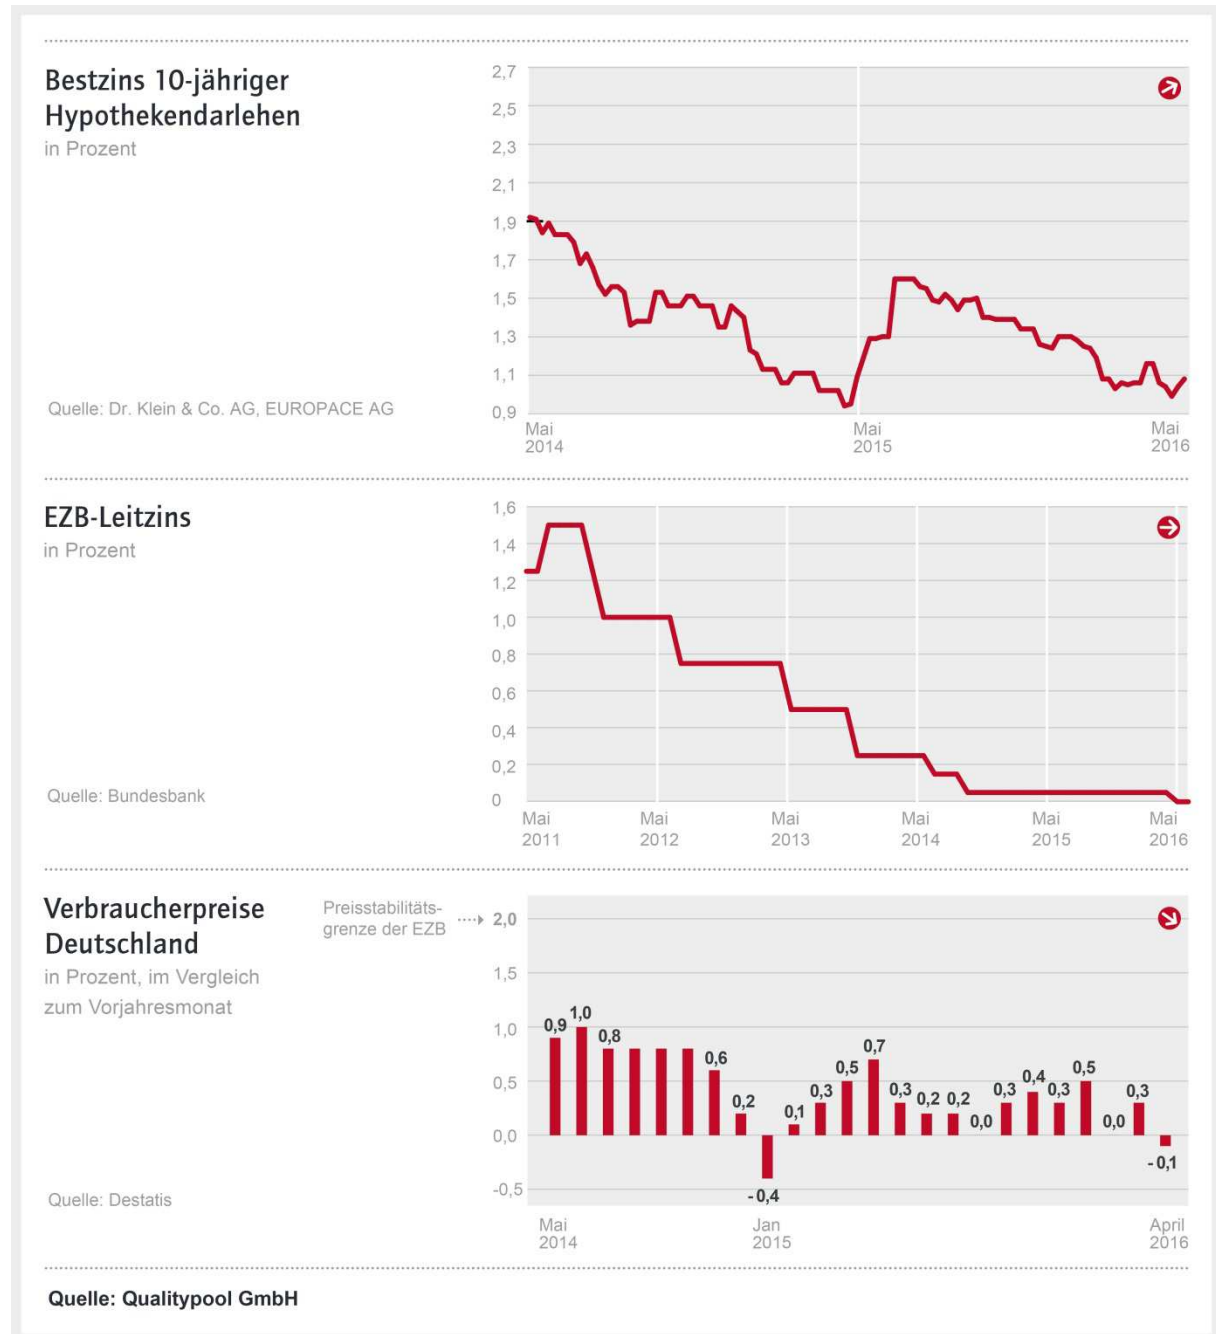 Bestzins 10-jähriger
Hypothekendarlehen
in Prozent
2,7
2,5
2,3
2,1
1,9
1,7
1,5
1,3
1,1
0,9
Quelle: Dr. Klein & Co. AG, EUROPACE AG
Mai Mai Mai
2014 2015 2016
EZB-Leitzins
in Prozent
1,6
1,4
1,2
1,0
0,8
0,6
0,4
0,2
0
Quelle: Bundesbank
Mai Mai Mai Mai Mai Mai
2011 2012 2013 2014 2015 2016
Verbraucherpreise
Deutschland
in Prozent, im Vergleich
zum Vorjahresmonat
Preisstabilitäts-
grenze der EZB
2,0
1,5
1,0
0,5
0,0
-0,5
0,9 1,0 0,8 0,6 0,2 - 0,4 0,1 0,3 0,5 0,7 0,3 0,2 0,2 0,0 0,3 0,4 0,3 0,5 0,0 0,3 - 0,1
Quelle: Destatis
Mai Jan April
2014 2015 2016
Quelle: Qualitypool GmbH